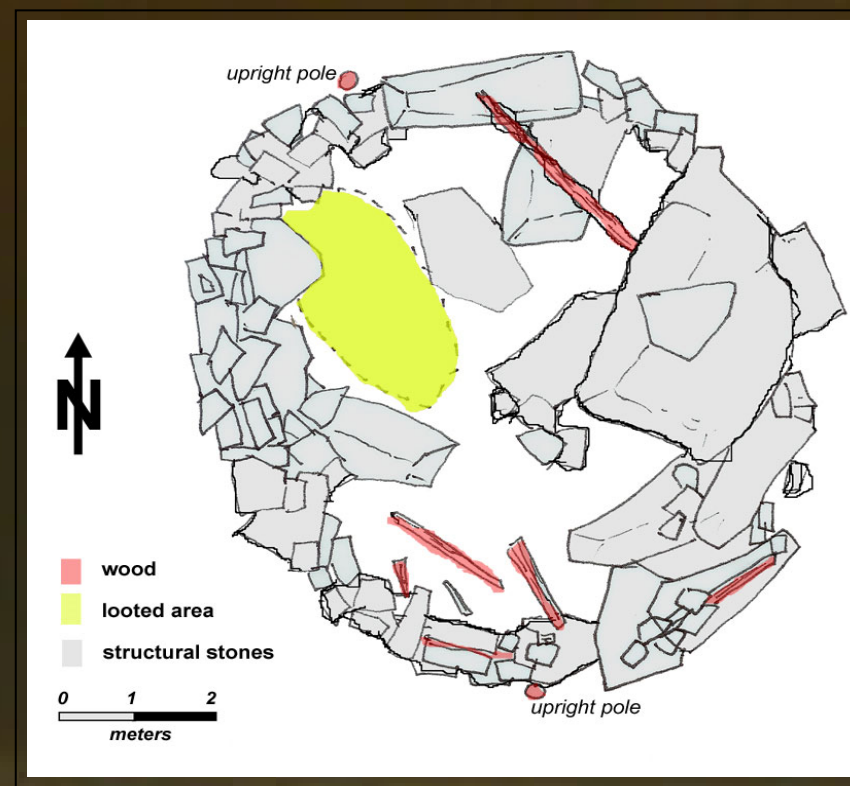 upright pole
N
wood
looted area
structural stones
0 1 2
meters
upright pole